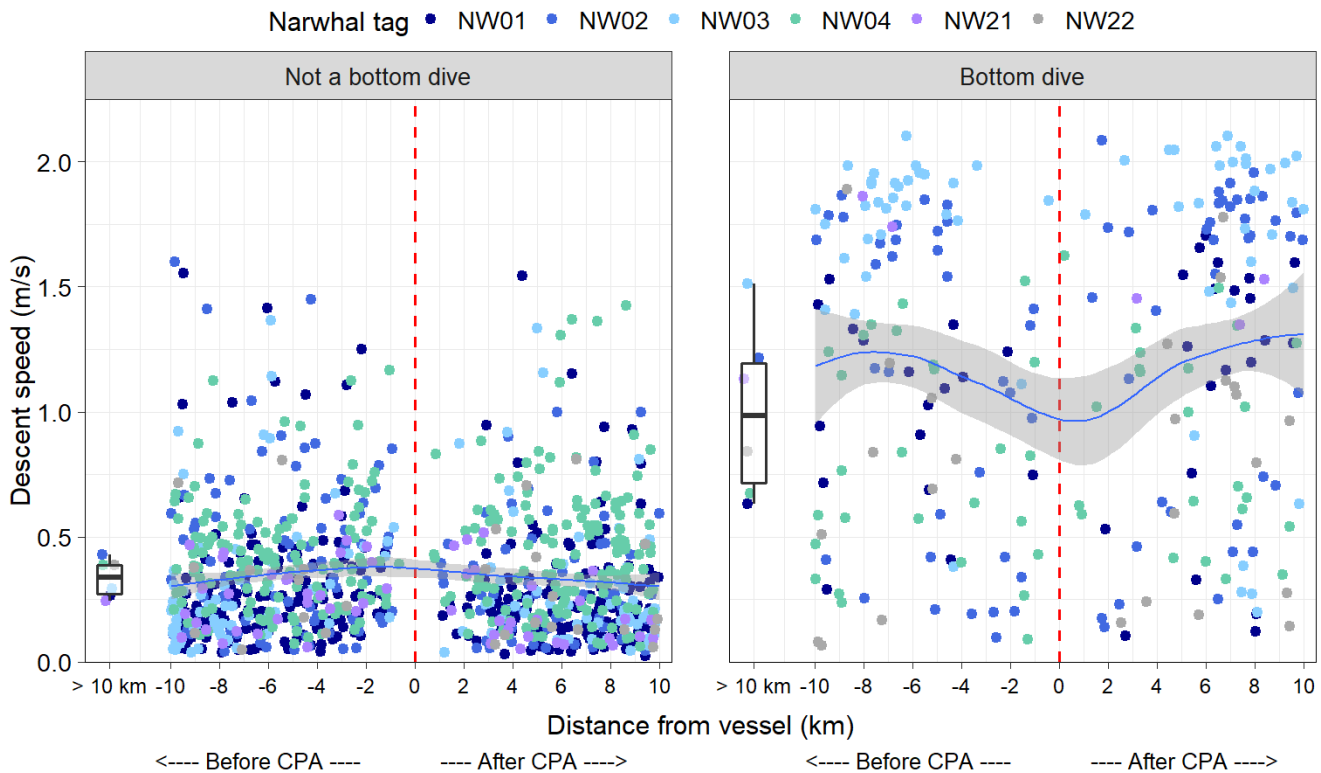 Narwhal tag NW01 NW02 NW03 NW04 NW21 NW22
Not a bottom dive Bottom dive
Descent speed (m/s)
2.0
1.5
1.0
0.5
0.0
> 10 km -10 -8 -6 -4 -2 0 2 4 6 8 10 > 10 km -10 -8 -6 -4 -2 0 2 4 6 8 10
Distance from vessel (km)
<---- Before CPA ---- ---- After CPA ----> <---- Before CPA ---- ---- After CPA ---->